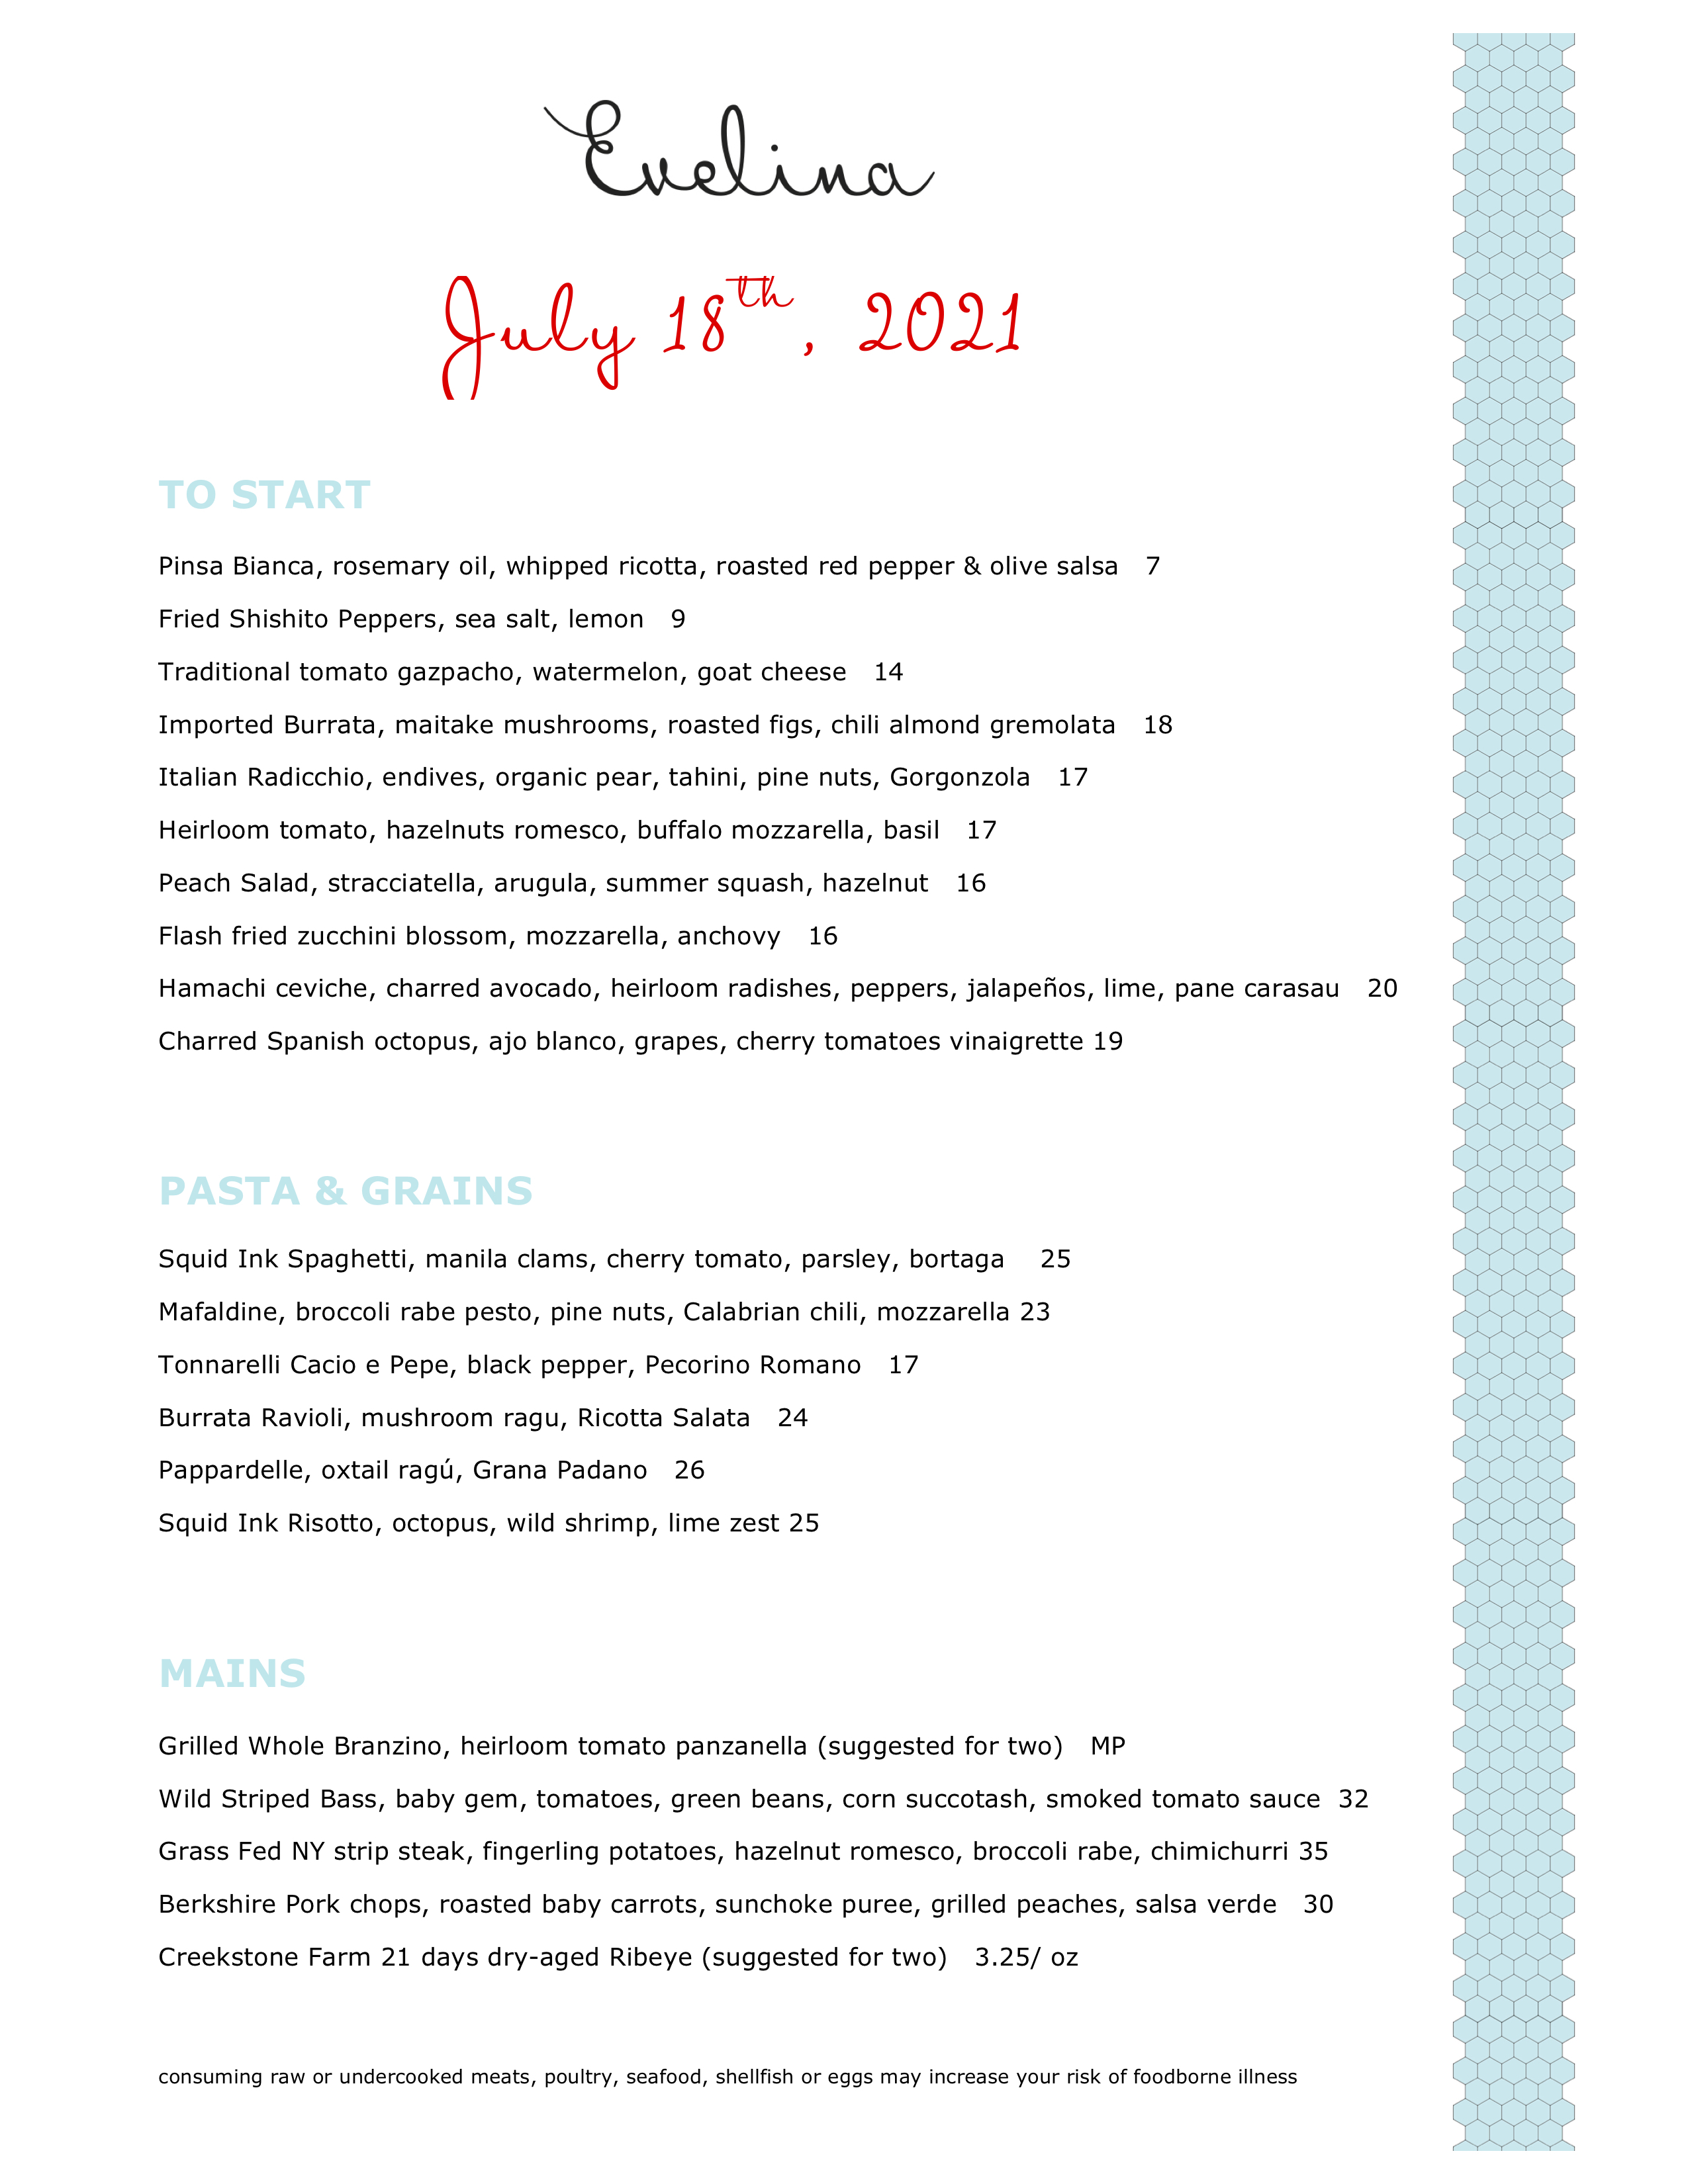 Evelina
July 18th, 2021
TO START
Pinsa Bianca, rosemary oil, whipped ricotta, roasted red pepper & olive salsa 7
Fried Shishito Peppers, sea salt, lemon 9
Traditional tomato gazpacho, watermelon, goat cheese 14
Imported Burrata, maitake mushrooms, roasted figs, chili almond gremolata 18
Italian Radicchio, endives, organic pear, tahini, pine nuts, Gorgonzola 17
Heirloom tomato, hazelnuts romesco, buffalo mozzarella, basil 17
Peach Salad, stracciatella, arugula, summer squash, hazelnut 16
Flash fried zucchini blossom, mozzarella, anchovy 16
Hamachi ceviche, charred avocado, heirloom radishes, peppers, jalapeños, lime, pane carasau 20
Charred Spanish octopus, ajo blanco, grapes, cherry tomatoes vinaigrette 19
PASTA & GRAINS
Squid Ink Spaghetti, manila clams, cherry tomato, parsley, bortaga 25
Mafaldine, broccoli rabe pesto, pine nuts, Calabrian chili, mozzarella 23
Tonnarelli Cacio e Pepe, black pepper, Pecorino Romano 17
Burrata Ravioli, mushroom ragu, Ricotta Salata 24
Pappardelle, oxtail ragú, Grana Padano 26
Squid Ink Risotto, octopus, wild shrimp, lime zest 25
MAINS
Grilled Whole Branzino, heirloom tomato panzanella (suggested for two) MP
Wild Striped Bass, baby gem, tomatoes, green beans, corn succotash, smoked tomato sauce 32
Grass Fed NY strip steak, fingerling potatoes, hazelnut romesco, broccoli rabe, chimichurri 35
Berkshire Pork chops, roasted baby carrots, sunchoke puree, grilled peaches, salsa verde 30
Creekstone Farm 21 days dry-aged Ribeye (suggested for two) 3.25/ oz
consuming raw or undercooked meats, poultry, seafood, shellfish or eggs may increase your risk of foodborne illness